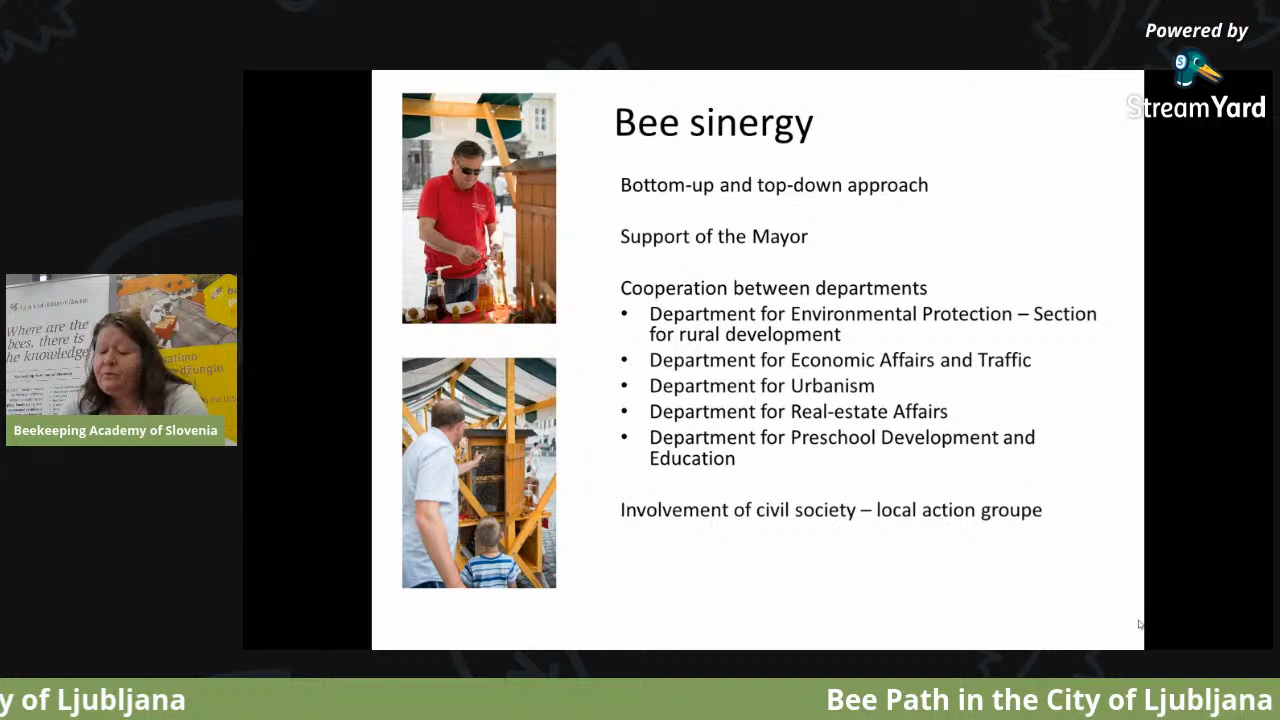 Powered by
StreamYard
Bee sinergy
Bottom-up and top-down approach
Support of the Mayor
Cooperation between departments
• Department for Environmental Protection – Section
for rural development
• Department for Economic Affairs and Traffic
• Department for Urbanism
• Department for Real-estate Affairs
• Department for Preschool Development and
Education
Involvement of civil society – local action groupe
Where are the
bees, there is
he knowledge
Beekeeping Academy of Slovenia
y of Ljubljana
Bee Path in the City of Ljubljana